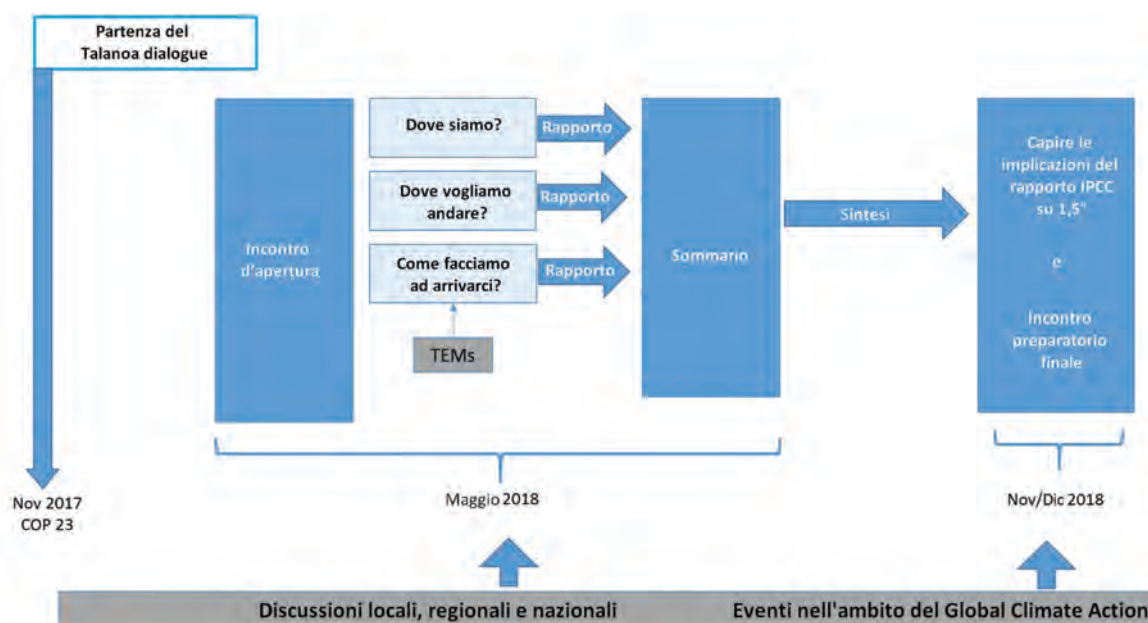 Partenza del
Talanoa dialogue
Incontro
d'apertura
Dove siamo?
Rapporto
Dove vogliamo
andare?
Rapporto
Come facciamo
ad arrivarci?
Rapporto
TEMs
Sommario
Sintesi
Capire le
implicazioni del
rapporto IPCC
su 1,5°
e
Incontro
preparatorio
finale
Nov 2017
COP 23
Maggio 2018
Nov/Dic 2018
Discussioni locali, regionali e nazionali
Eventi nell'ambito del Global Climate Action